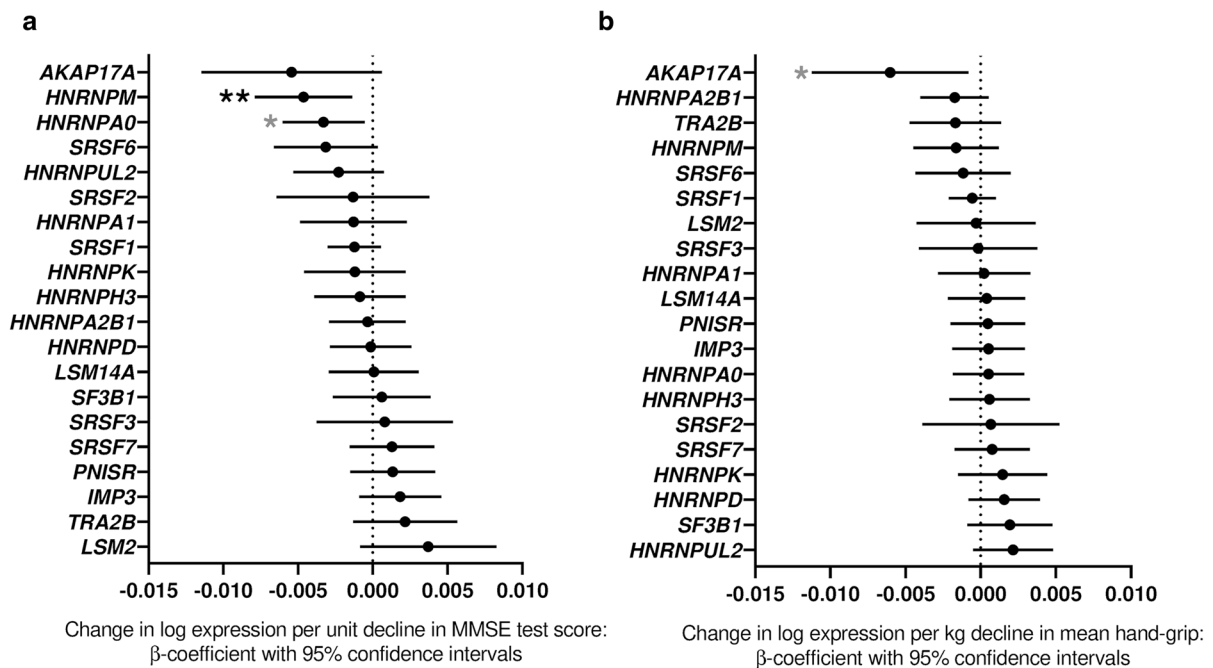 a
AKAP17A
HNRNPM
**
HNRNPA0
*
SRSF6
HNRNPUL2
SRSF2
HNRNPA1
SRSF1
HNRNPK
HNRNPH3
HNRNPA2B1
HNRNPD
LSM14A
SF3B1
SRSF3
SRSF7
PNISR
IMP3
TRA2B
LSM2
-0.015 -0.010 -0.005 0.000 0.005 0.010
Change in log expression per unit decline in MMSE test score:
β-coefficient with 95% confidence intervals
b
AKAP17A
*
HNRNPA2B1
TRA2B
HNRNPM
SRSF6
SRSF1
LSM2
SRSF3
HNRNPA1
LSM14A
PNISR
IMP3
HNRNPA0
HNRNPH3
SRSF2
SRSF7
HNRNPK
HNRNPD
SF3B1
HNRNPUL2
-0.015 -0.010 -0.005 0.000 0.005 0.010
Change in log expression per kg decline in mean hand-grip:
β-coefficient with 95% confidence intervals